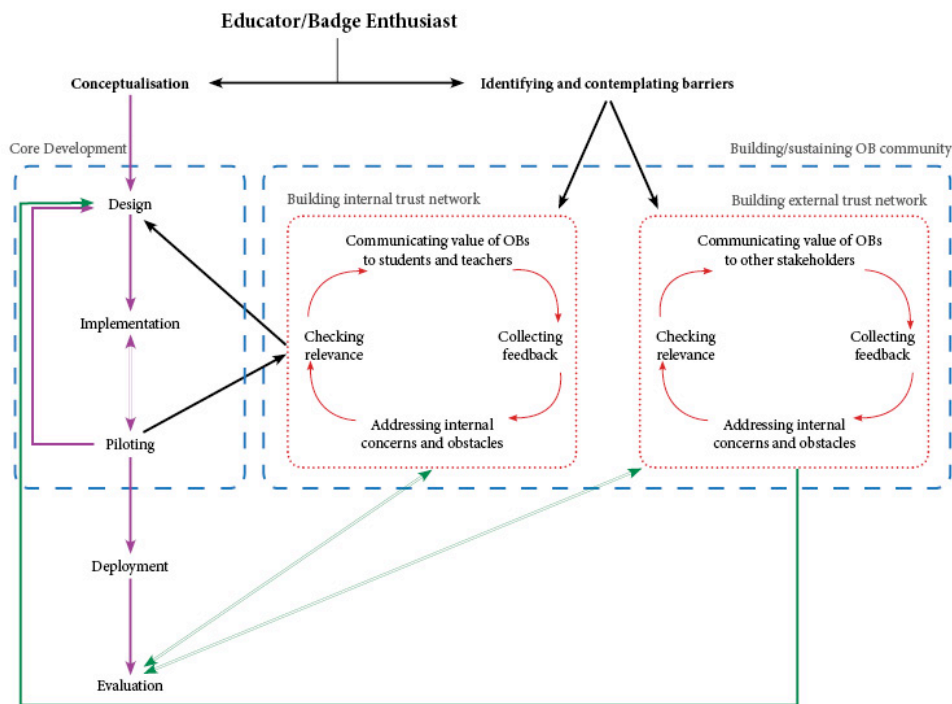 Educator/Badge Enthusiast
Conceptualisation
Identifying and contemplating barriers
Core Development
Building/sustaining OB community
Design
Building internal trust network
Building external trust network
Communicating value of OBs
to students and teachers
Communicating value of OBs
to other stakeholders
Implementation
Checking
relevance
Collecting
feedback
Checking
relevance
Collecting
feedback
Piloting
Addressing internal
concerns and obstacles
Addressing internal
concerns and obstacles
Deployment
Evaluation